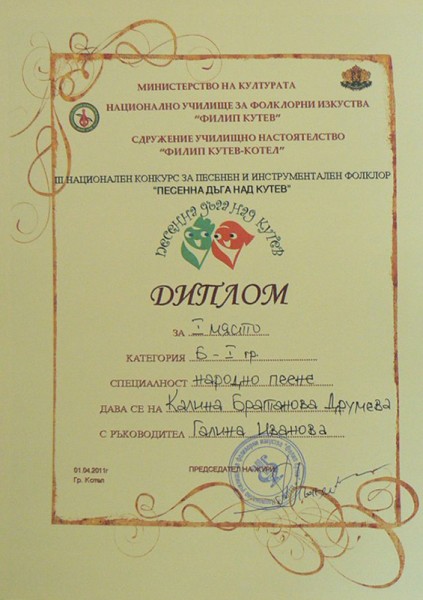 МИНИСТЕРСТВО НА КУЛТУРАТА
НАЦИОНАЛНО УЧИЛИЩЕ ЗА ФОЛКЛОРНИ ИЗКУСТВА
“ФИЛИП КУТЕВ”
СДРУЖЕНИЕ УЧИЛИЩНО НАСТОЯТЕЛСТВО
“ФИЛИП КУТЕВ-КОТЕЛ”
III НАЦИОНАЛЕН КОНКУРС ЗА ПЕСЕНЕН И ИНСТРУМЕНТАЛЕН ФОЛКЛОР
"ПЕСЕННА ДЪГА НАД КУТЕВ"
ПЕСЕННА ДЪГА НАД КУТЕВ
ДИПЛОМ
ЗА I място
КАТЕГОРИЯ Б - I гр.
СПЕЦИАЛНОСТ народно пеене
ДАВА СЕ НА Калина Братанова Друмева
С РЪКОВОДИТЕЛ Галина Иванова
01.04.2011г
Гр. Котел
ПРЕДСЕДАТЕЛ НА ЖУРИ: